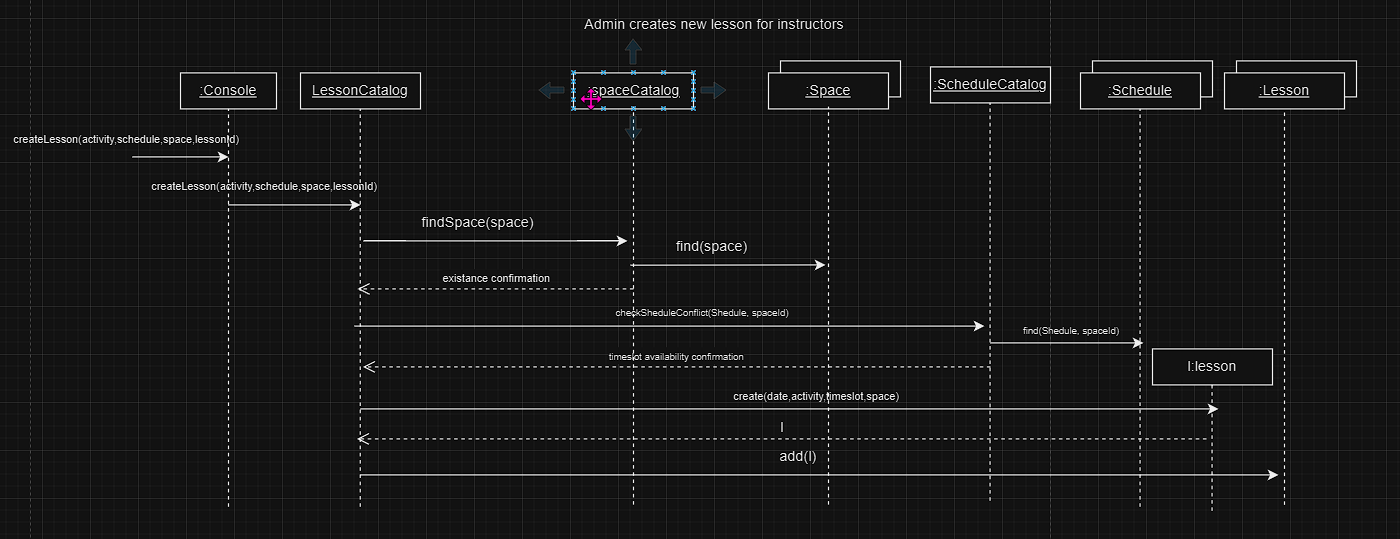 Admin creates new lesson for instructors
:Console
LessonCatalog
spaceCatalog
:Space
:ScheduleCatalog
:Schedule
:Lesson
createLesson(activity,schedule,space,lessonId)
createLesson(activity,schedule,space,lessonId)
findSpace(space)
find(space)
existance confirmation
checkSheduleConflict(Shedule, spaceId)
find(Shedule, spaceId)
timeslot availability confirmation
l:lesson
create(date,activity,timeslot,space)
l
add(l)